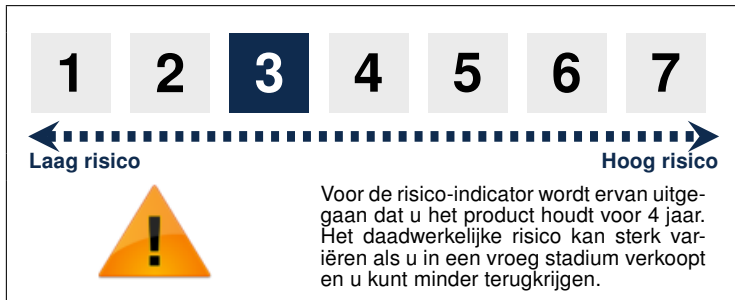 1 2 3 4 5 6 7
Laag risico Hoog risico
!
Voor de risico-indicator wordt ervan uitge-
gaan dat u het product houdt voor 4 jaar.
Het daadwerkelijke risico kan sterk var-
iëren als u in een vroeg stadium verkoopt
en u kunt minder terugkrijgen.